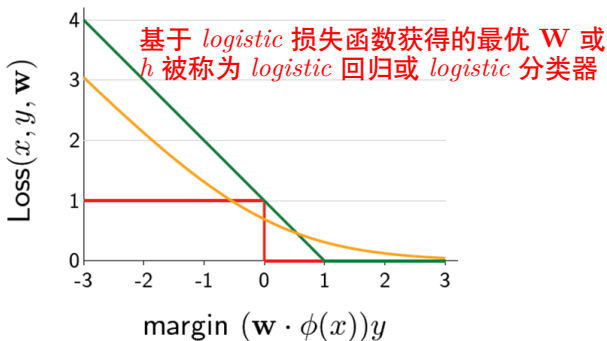 基于 logistic 损失函数获得的最优 W 或
h 被称为 logistic 回归或 logistic 分类器
Loss(x, y, w)
4
3
2
1
0
-3 -2 -1 0 1 2 3
margin (w · ϕ(x))y